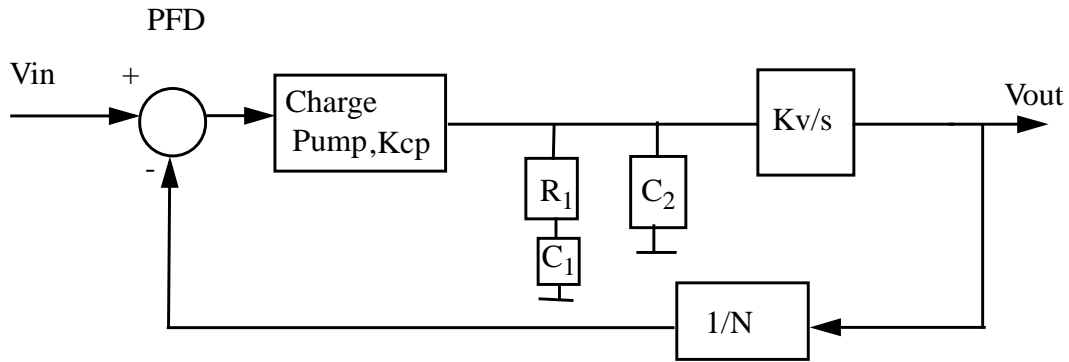 PFD
Vin
+
-
Charge
Pump,Kcp
R1
C1
C2
Kv/s
Vout
1/N